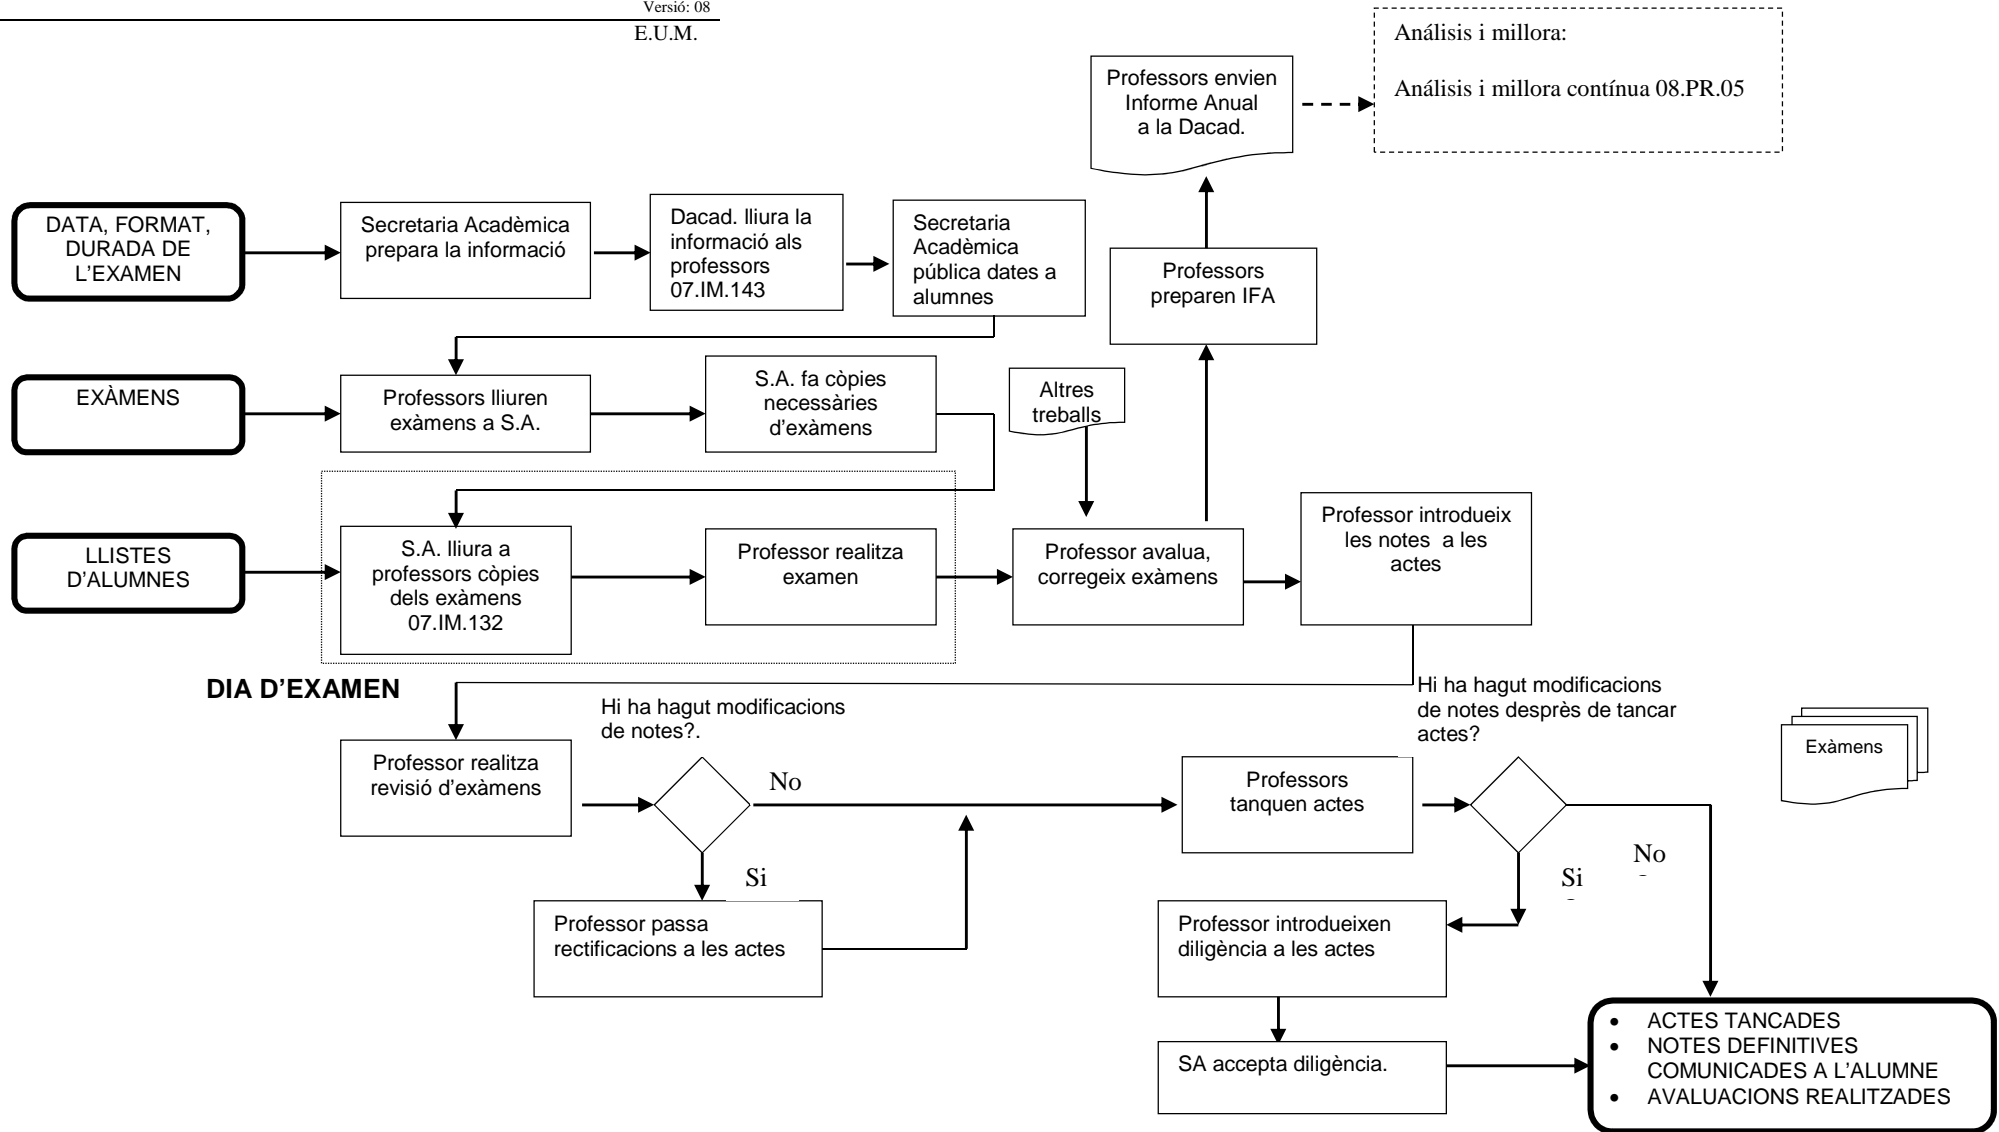 Versió: 08
E.U.M.
Análisis i millora:
Análisis i millora contínua 08.PR.05
Professors envien
Informe Anual
a la Dacad.
DATA, FORMAT,
DURADA DE
L’EXAMEN
Secretaria Acadèmica
prepara la informació
Dacad. lliura la
informació als
professors
07.IM.143
Secretaria
Acadèmica
pública dates a
alumnes
Professors
preparen IFA
EXÀMENS
Professors lliuren
exàmens a S.A.
S.A. fa còpies
necessàries
d’exàmens
Altres
treballs
LLISTES
D’ALUMNES
S.A. lliura a
professors còpies
dels exàmens
07.IM.132
Professor realitza
examen
Professor avalua,
corregeix exàmens
Professor introdueix
les notes a les
actes
DIA D’EXAMEN
Hi ha hagut modificacions
de notes?.
Hi ha hagut modificacions
de notes desprès de tancar
actes?
Professor realitza
revisió d’exàmens
No
Professors
tanquen actes
Exàmens
Si
No
Si
Professor passa
rectificacions a les actes
Professor introdueixen
diligència a les actes
SA accepta diligència.
• ACTES TANCADES
• NOTES DEFINITIVES
COMUNICADES A L’ALUMNE
• AVALUACIONS REALITZADES